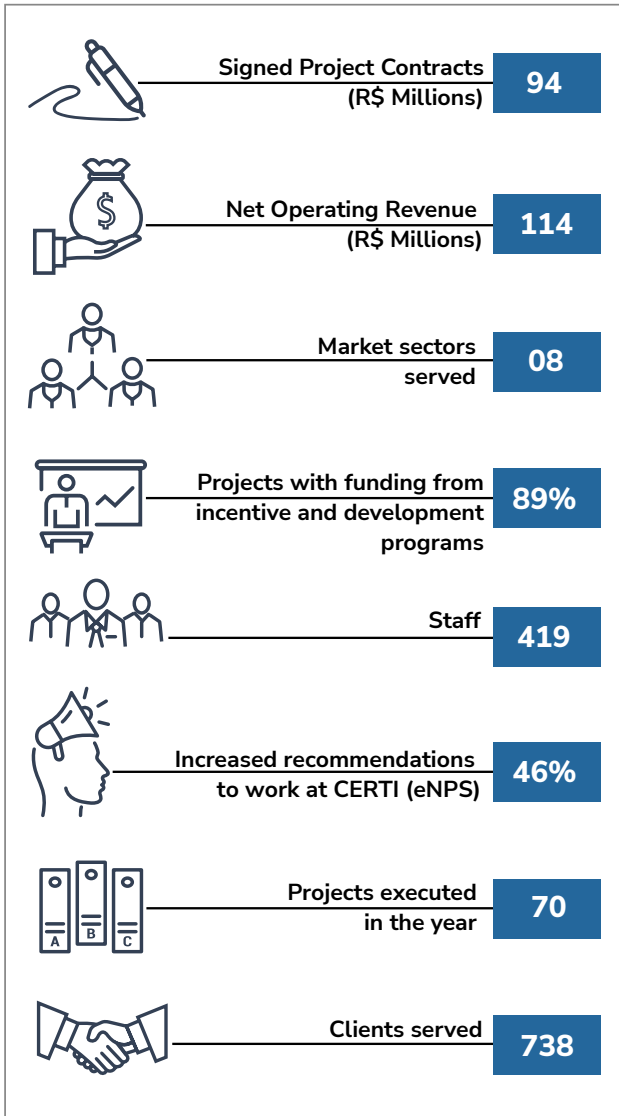 Signed Project Contracts
(R$ Millions)
94
$
Net Operating Revenue
(R$ Millions)
114
Market sectors
served
08
Projects with funding from
incentive and development
programs
89%
Staff
419
Increased recommendations
to work at CERTI (eNPS)
46%
A B C
Projects executed
in the year
70
Clients served
738